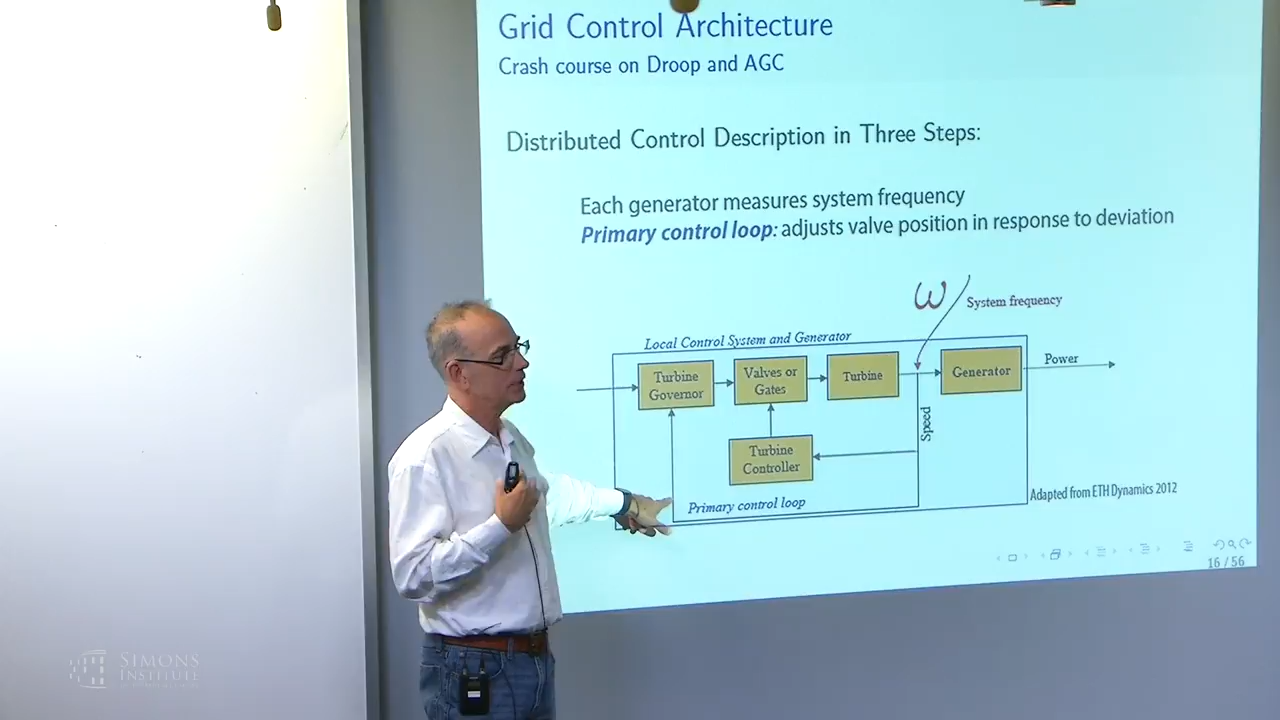 Grid Control Architecture
Crash course on Droop and AGC
Distributed Control Description in Three Steps:
Each generator measures system frequency
Primary control loop: adjusts valve position in response to deviation
ω
System frequency
Local Control System and Generator
Turbine
Governor
Valves or
Gates
Turbine
Generator
Power
Speed
Turbine
Controller
Primary control loop
Adapted from ETH Dynamics 2012
16 / 56
SIMONS
INSTITUTE